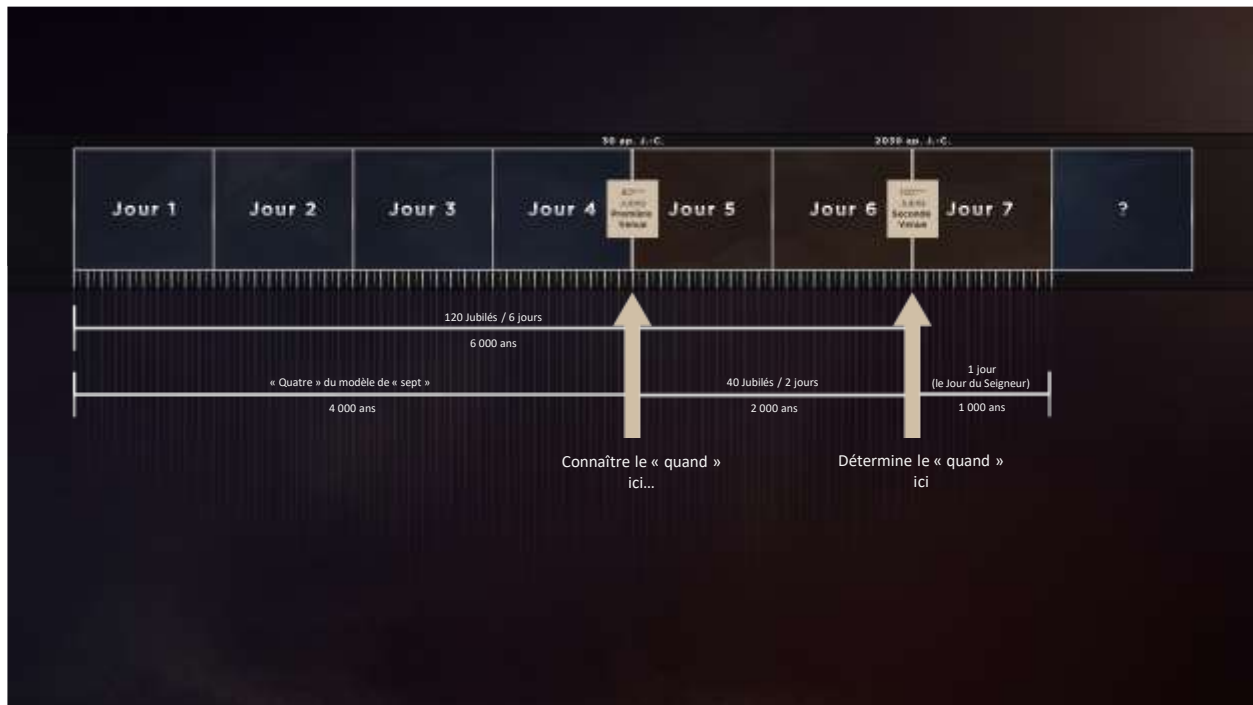 30 ap. J.-C.
2030 ap. J.-C.
Jour 1
Jour 2
Jour 3
Jour 4
Jubilé
Première
Venue
Jour 5
Jour 6
Jubilé
Seconde
Venue
Jour 7
?
120 Jubilés / 6 jours
6 000 ans
« Quatre » du modèle de « sept »
4 000 ans
40 Jubilés / 2 jours
2 000 ans
1 jour
(le Jour du Seigneur)
1 000 ans
Connaître le « quand »
ici...
Détermine le « quand »
ici